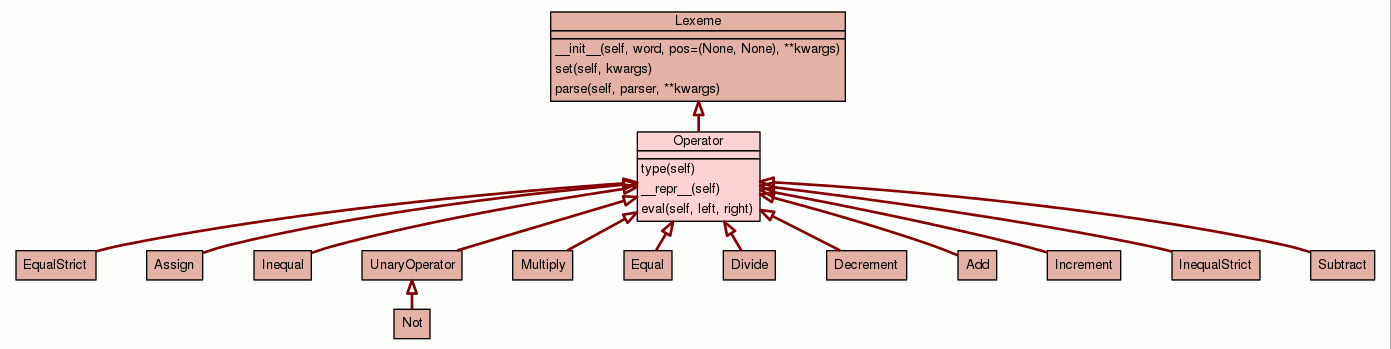 Lexeme
__init__(self, word, pos=(None, None), **kwargs)
set(self, kwargs)
parse(self, parser, **kwargs)
Operator
type(self)
__repr__(self)
eval(self, left, right)
EqualStrict
Assign
Inequal
UnaryOperator
Multiply
Equal
Divide
Decrement
Add
Increment
InequalStrict
Subtract
Not